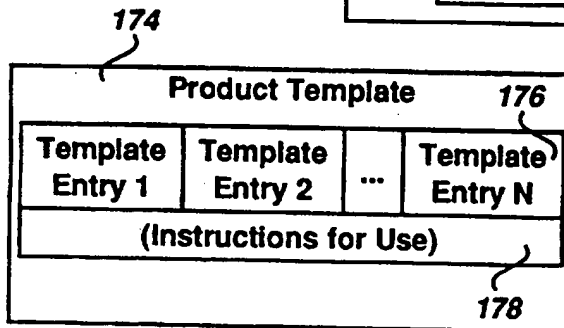 174
Product Template 176
Template Template ... Template
Entry 1 Entry 2 Entry N
(Instructions for Use)
178